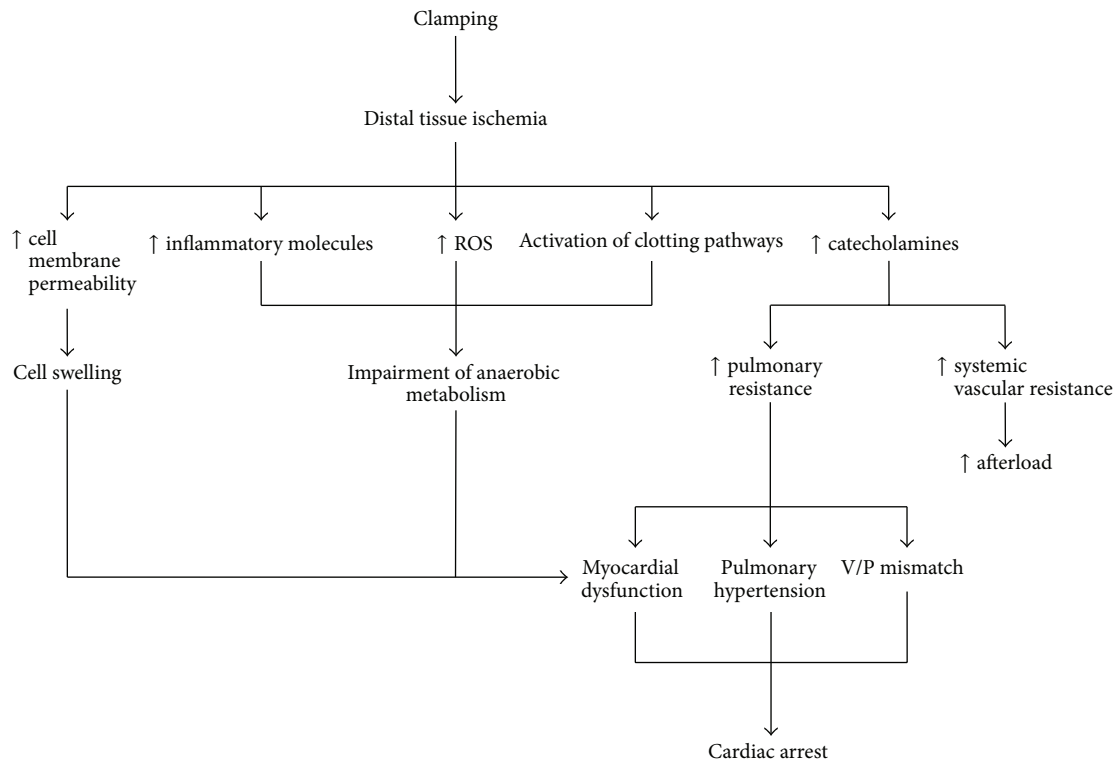 Clamping
Distal tissue ischemia
↑ cell
membrane
permeability
↑ inflammatory molecules
↑ ROS
Activation of clotting pathways
↑ catecholamines
Cell swelling
Impairment of anaerobic
metabolism
↑ pulmonary
resistance
↑ systemic
vascular resistance
↑ afterload
Myocardial
dysfunction
Pulmonary
hypertension
V/P mismatch
Cardiac arrest